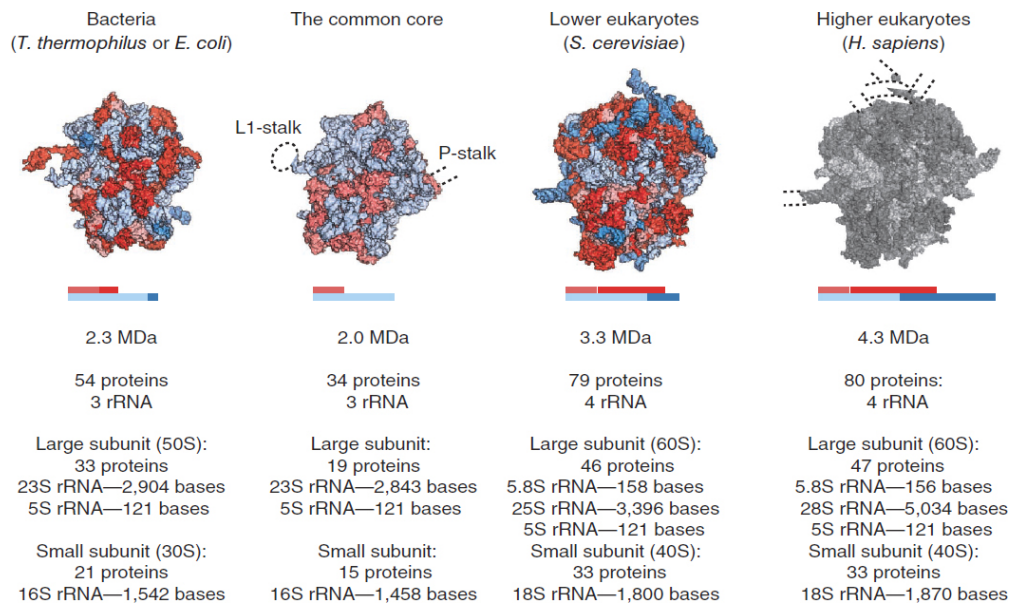 Bacteria
(T. thermophilus or E. coli)
The common core
Lower eukaryotes
(S. cerevisiae)
Higher eukaryotes
(H. sapiens)
L1-stalk
P-stalk
2.3 MDa
2.0 MDa
3.3 MDa
4.3 MDa
54 proteins
3 rRNA
34 proteins
3 rRNA
79 proteins
4 rRNA
80 proteins:
4 rRNA
Large subunit (50S):
33 proteins
23S rRNA—2,904 bases
5S rRNA—121 bases
Large subunit:
19 proteins
23S rRNA—2,843 bases
5S rRNA—121 bases
Large subunit (60S):
46 proteins
5.8S rRNA—158 bases
25S rRNA—3,396 bases
5S rRNA—121 bases
Large subunit (60S):
47 proteins
5.8S rRNA—156 bases
28S rRNA—5,034 bases
5S rRNA—121 bases
Small subunit (30S):
21 proteins
16S rRNA—1,542 bases
Small subunit:
15 proteins
16S rRNA—1,458 bases
Small subunit (40S):
33 proteins
18S rRNA—1,800 bases
Small subunit (40S):
33 proteins
18S rRNA—1,870 bases